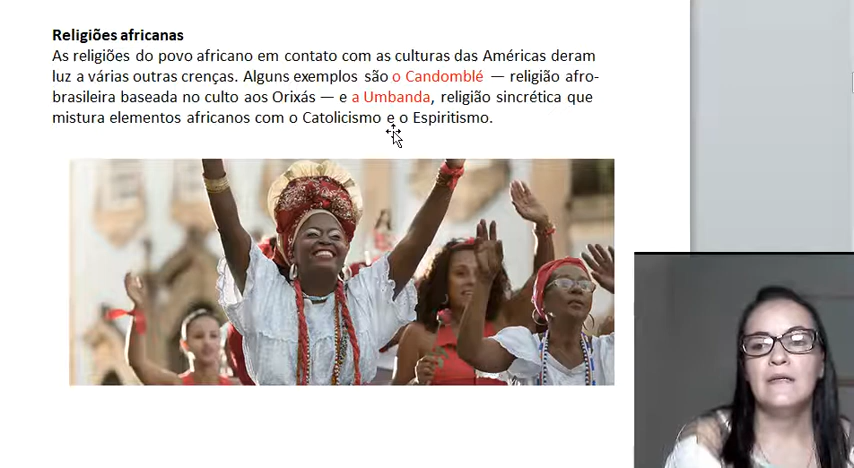 Religiões africanas
As religiões do povo africano em contato com as culturas das Américas deram
luz a várias outras crenças. Alguns exemplos são o Candomblé — religião afro-
brasileira baseada no culto aos Orixás — e a Umbanda, religião sincrética que
mistura elementos africanos com o Catolicismo e o Espiritismo.